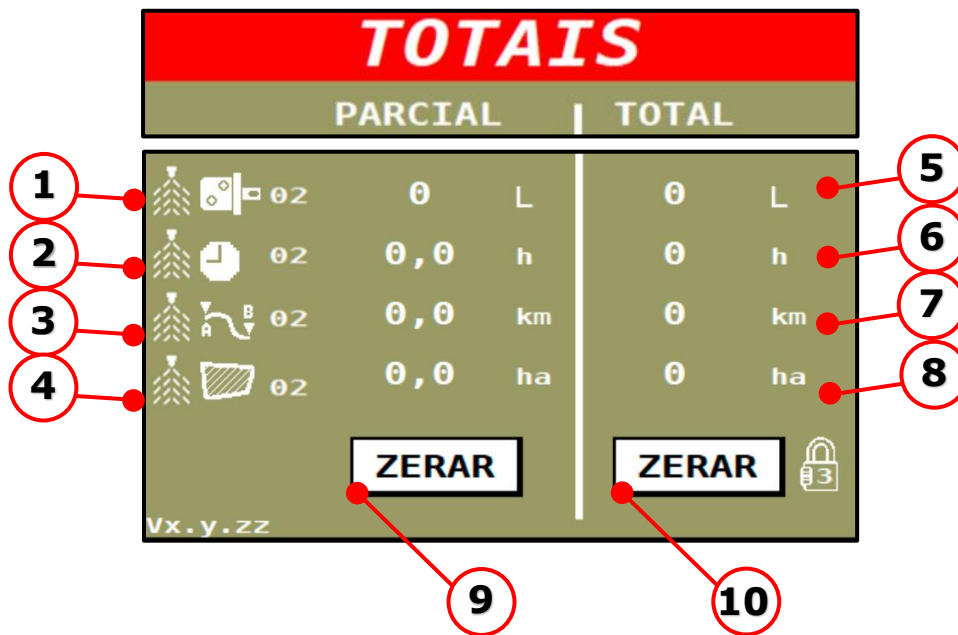 TOTAIS
PARCIAL TOTAL
1 02 0 L 0 L 5
2 02 0,0 h 0 h 6
3 A B 02 0,0 km 0 km 7
4 02 0,0 ha 0 ha 8
ZERAR ZERAR 3
Vx.y.zz
9 10